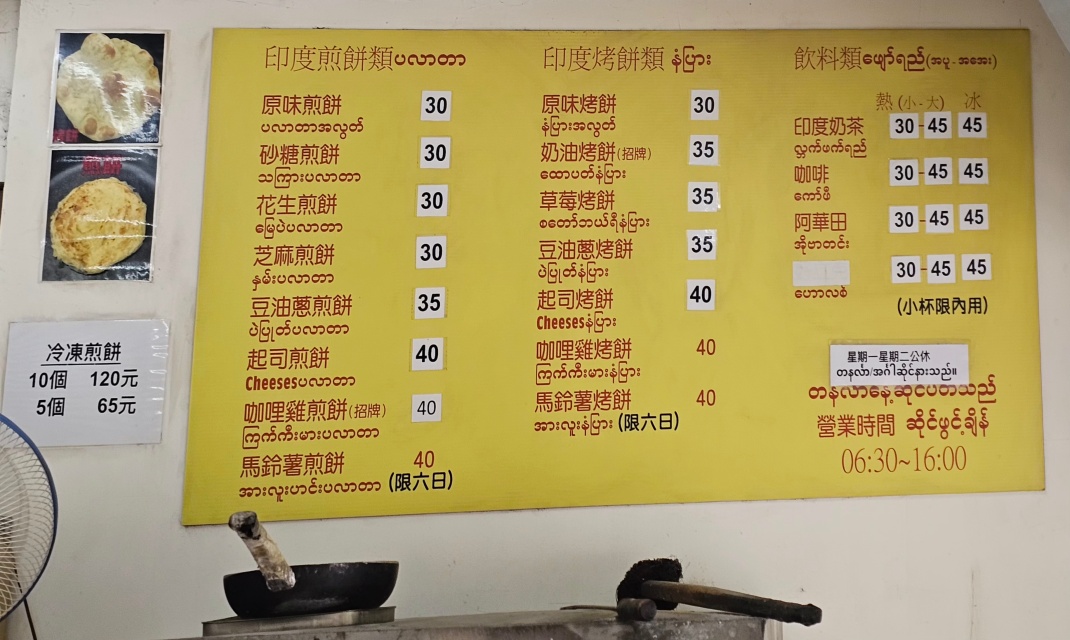 印度煎餅類 ပလာတာ
原味煎餅 30
ပလာတာအလွတ်
砂糖煎餅 30
သကြားပလာတာ
花生煎餅 30
မြေပဲပလာတာ
芝麻煎餅 30
နှမ်းပလာတာ
豆油蔥煎餅 35
ပဲပြုတ်ပလာတာ
起司煎餅 40
Cheesesပလာတာ
咖哩雞煎餅(招牌) 40
ကြက်ကီးမားပလာတာ
馬鈴薯煎餅 40
အားလူးဟင်းပလာတာ (限六日)
印度烤餅類 နံပြား
原味烤餅 30
နံပြားအလွတ်
奶油烤餅(招牌) 35
ထောပတ်နံပြား
草莓烤餅 35
စတော်ဘယ်ရီနံပြား
豆油蔥烤餅 35
ပဲပြုတ်နံပြား
起司烤餅 40
Cheesesနံပြား
咖哩雞烤餅 40
ကြက်ကီးမားနံပြား
馬鈴薯烤餅 40
အားလူးနံပြား (限六日)
飲料類 ဖျော်ရည်(အပူ-အအေး)
熱 (小-大) 冰
印度奶茶 30-45 45
လ္ဘက်ဖက်ရည်
咖啡 30-45 45
ကော်ဖီ
阿華田 30-45 45
အိုဗာတင်း
30-45 45
ဟောလစ်
(小杯限內用)
星期一星期二公休
တနင်္လာ/အင်္ဂါဆိုင်နားသည်။
တနင်္လာနေ့ဆိုင်ပိတ်သည်
營業時間 ဆိုင်ဖွင့်ချိန်
06:30~16:00
冷凍煎餅
10個 120元
5個 65元